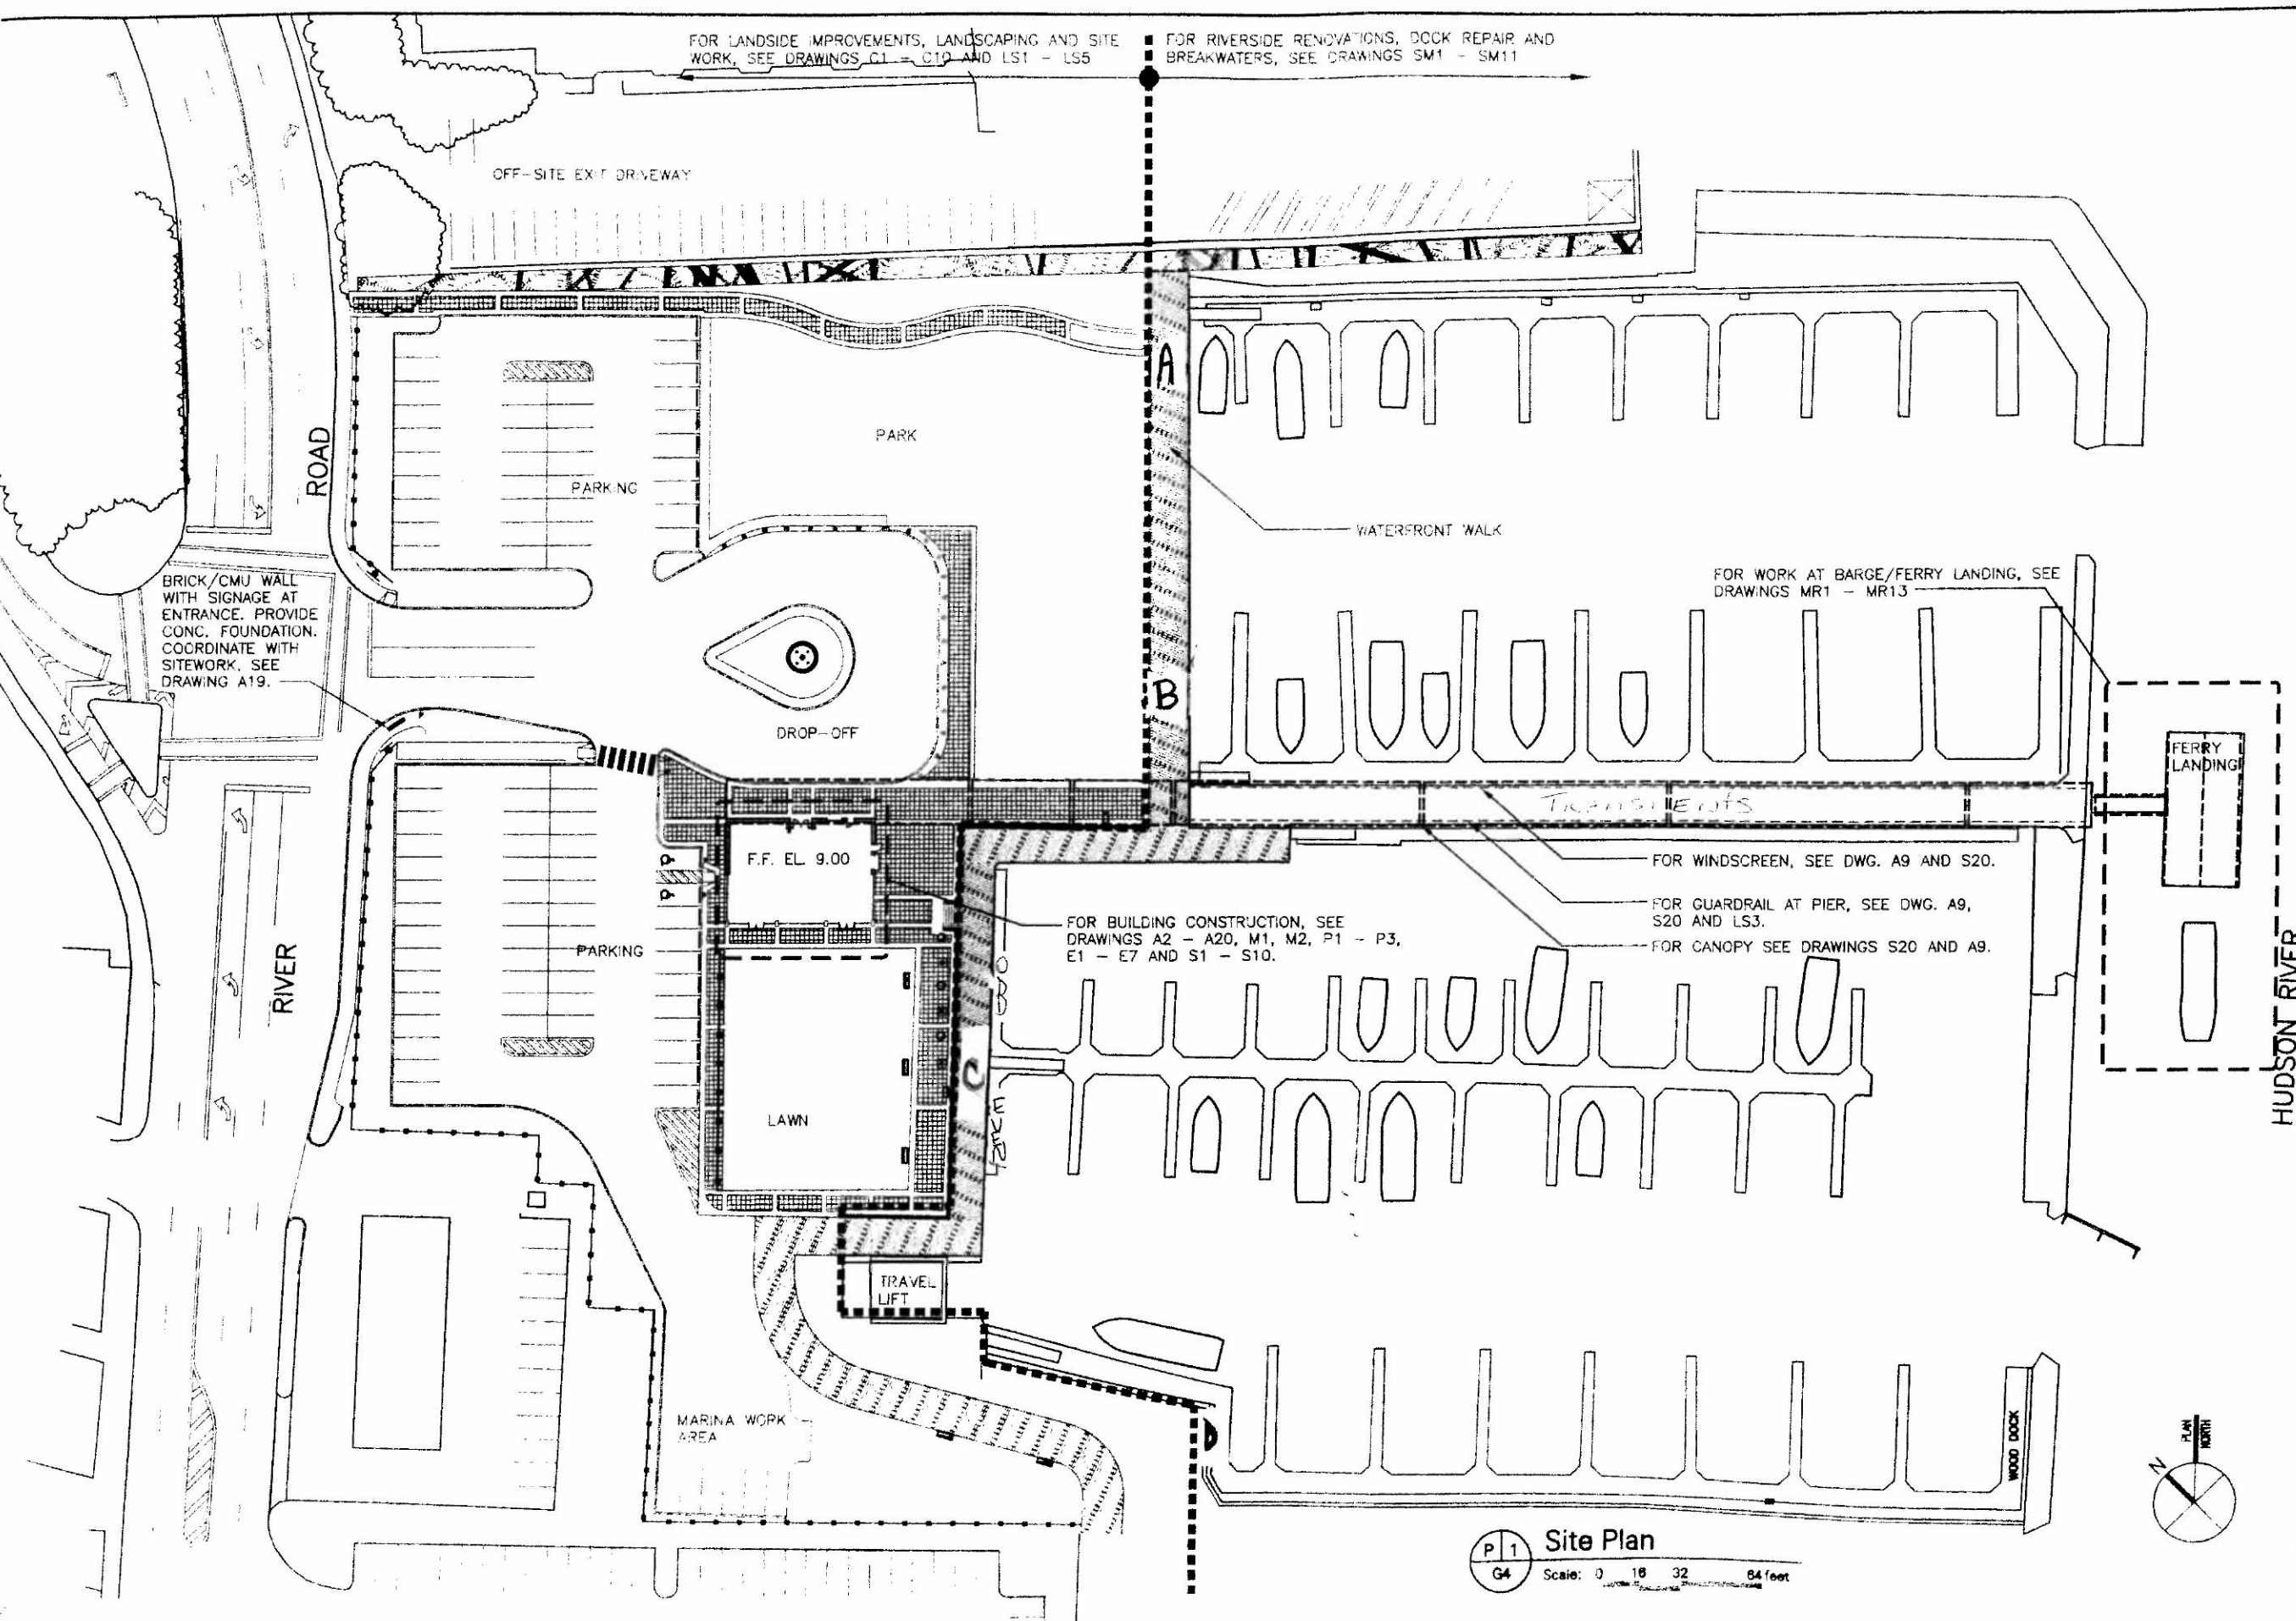 FOR LANDSIDE IMPROVEMENTS, LANDSCAPING AND SITE
WORK, SEE DRAWINGS C1 - C10 AND LS1 - LS5
FOR RIVERSIDE RENOVATIONS, DOCK REPAIR AND
BREAKWATERS, SEE DRAWINGS SM1 - SM11
OFF-SITE EXIT DRIVEWAY
A
PARK
ROAD
PARKING
WATERFRONT WALK
BRICK/CMU WALL
WITH SIGNAGE AT
ENTRANCE. PROVIDE
CONC. FOUNDATION.
COORDINATE WITH
SITEWORK, SEE
DRAWING A19.
FOR WORK AT BARGE/FERRY LANDING, SEE
DRAWINGS MR1 - MR13
B
DROP-OFF
FERRY
LANDING
TRANSIENTS
F.F. EL. 9.00
FOR WINDSCREEN, SEE DWG. A9 AND S20.
FOR GUARDRAIL AT PIER, SEE DWG. A9,
S20 AND LS3.
FOR CANOPY SEE DRAWINGS S20 AND A9.
FOR BUILDING CONSTRUCTION, SEE
DRAWINGS A2 - A20, M1, M2, P1 - P3,
E1 - E7 AND S1 - S10.
PARKING
RIVER
HUDSON RIVER
C
LAWN
TRAVEL
LIFT
MARINA WORK
AREA
D
WOOD DOCK
PLAN
NORTH
N
P 1
G4
Site Plan
Scale: 0 16 32 64 feet